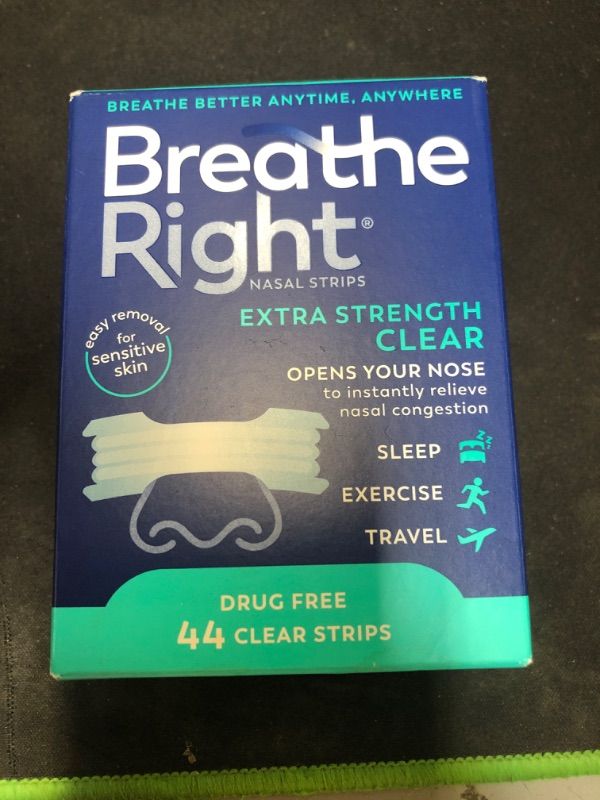 BREATHE BETTER ANYTIME, ANYWHERE
Breathe
Right®
NASAL STRIPS
EXTRA STRENGTH
CLEAR
easy removal
for
sensitive
skin
OPENS YOUR NOSE
to instantly relieve
nasal congestion
SLEEP
zzz
EXERCISE
TRAVEL
DRUG FREE
44 CLEAR STRIPS